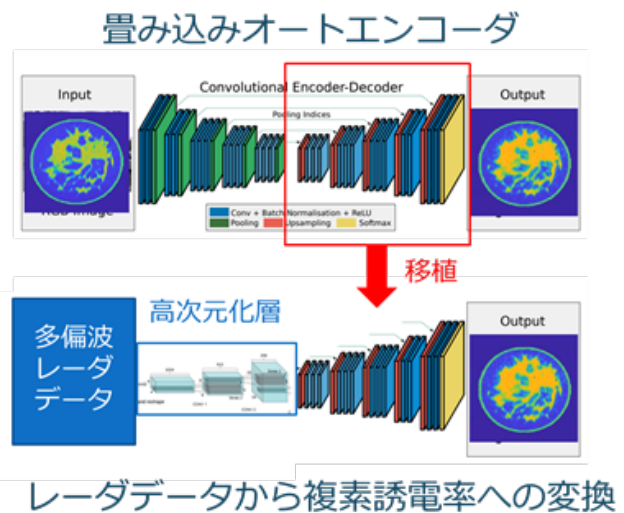 畳み込みオートエンコーダ
Input
Convolutional Encoder-Decoder
Output
Pooling Indices
RGB Image
Conv + Batch Normalisation + ReLU
Pooling Upsampling Softmax
移植
多偏波
レーダ
データ
高次元化層
Output
レーダデータから複素誘電率への変換